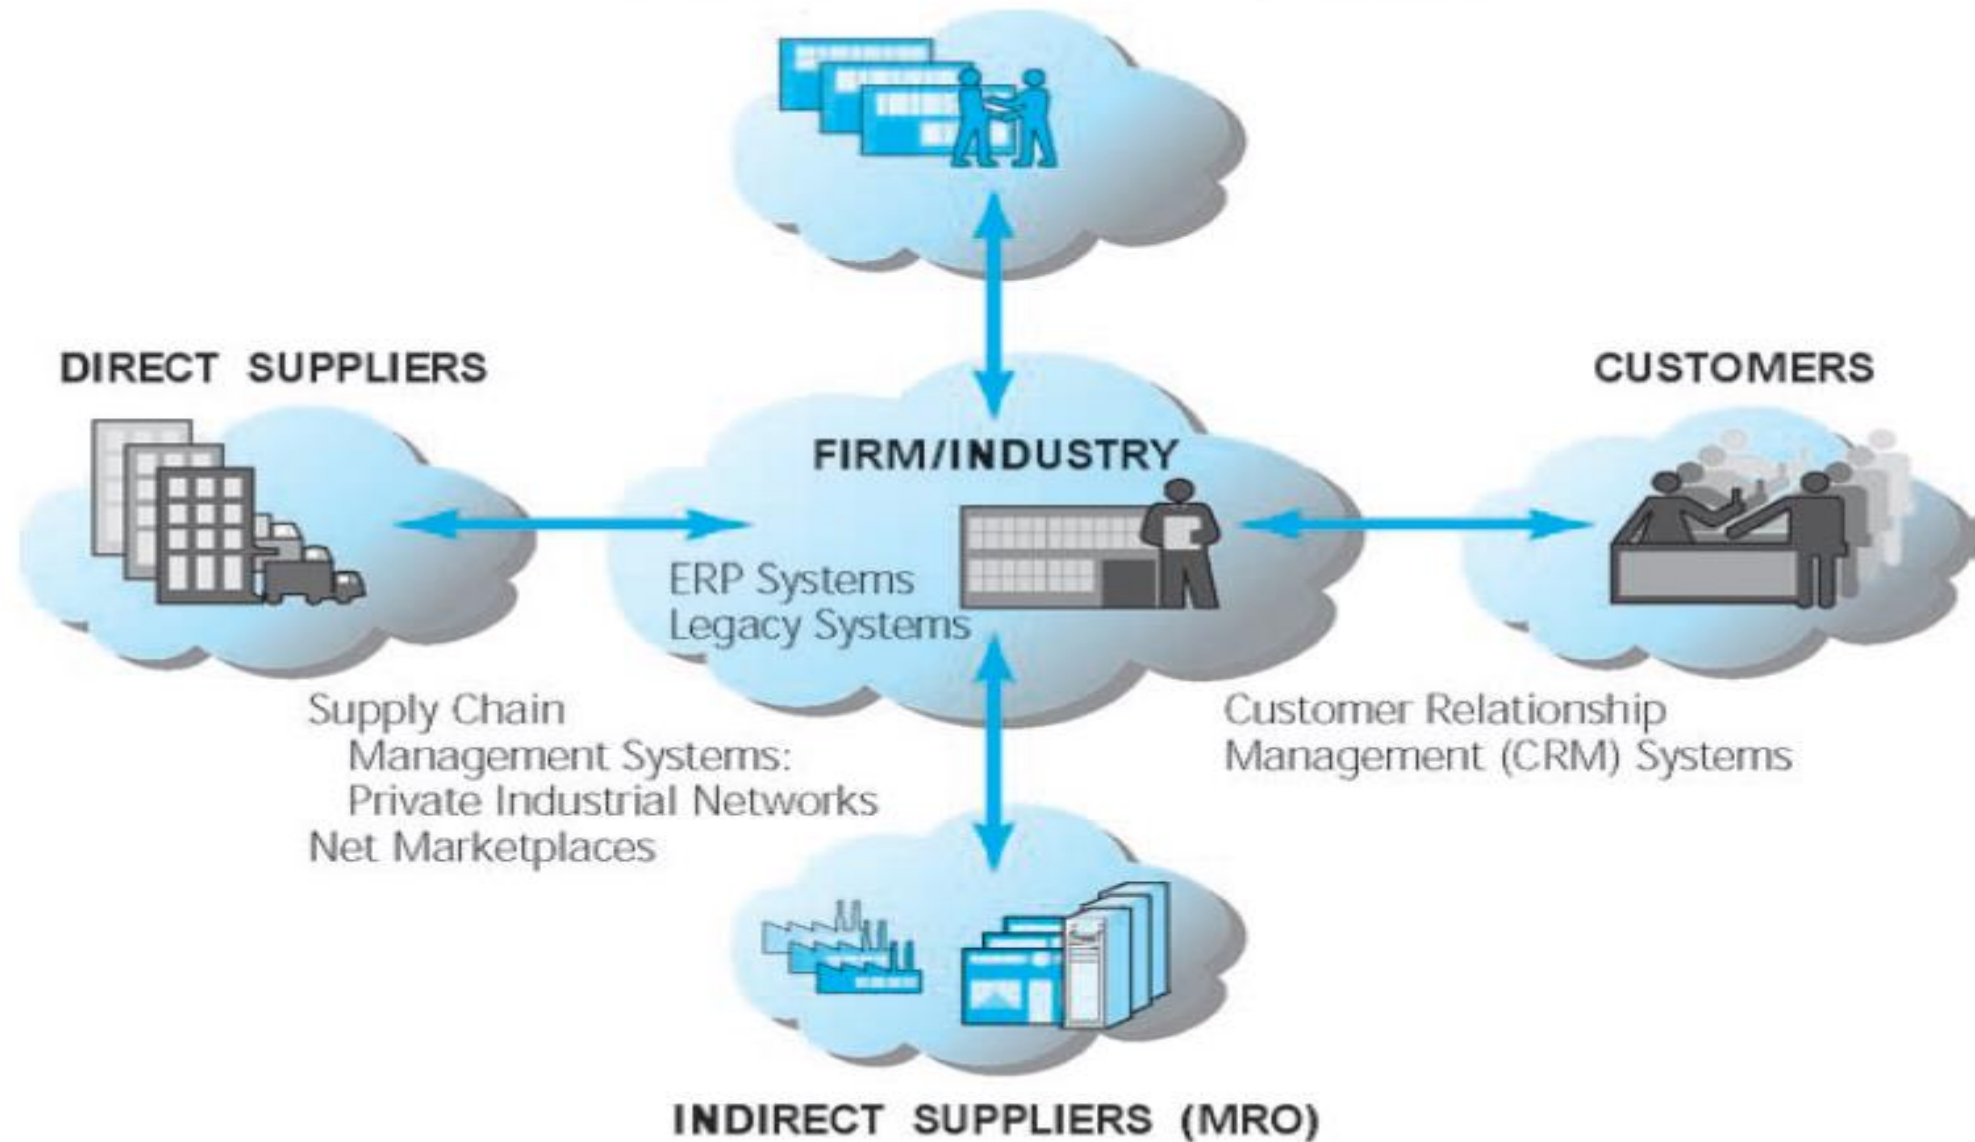 DIRECT SUPPLIERS
CUSTOMERS
FIRM/INDUSTRY
ERP Systems
Legacy Systems
Supply Chain
Management Systems:
Private Industrial Networks
Net Marketplaces
Customer Relationship
Management (CRM) Systems
INDIRECT SUPPLIERS (MRO)